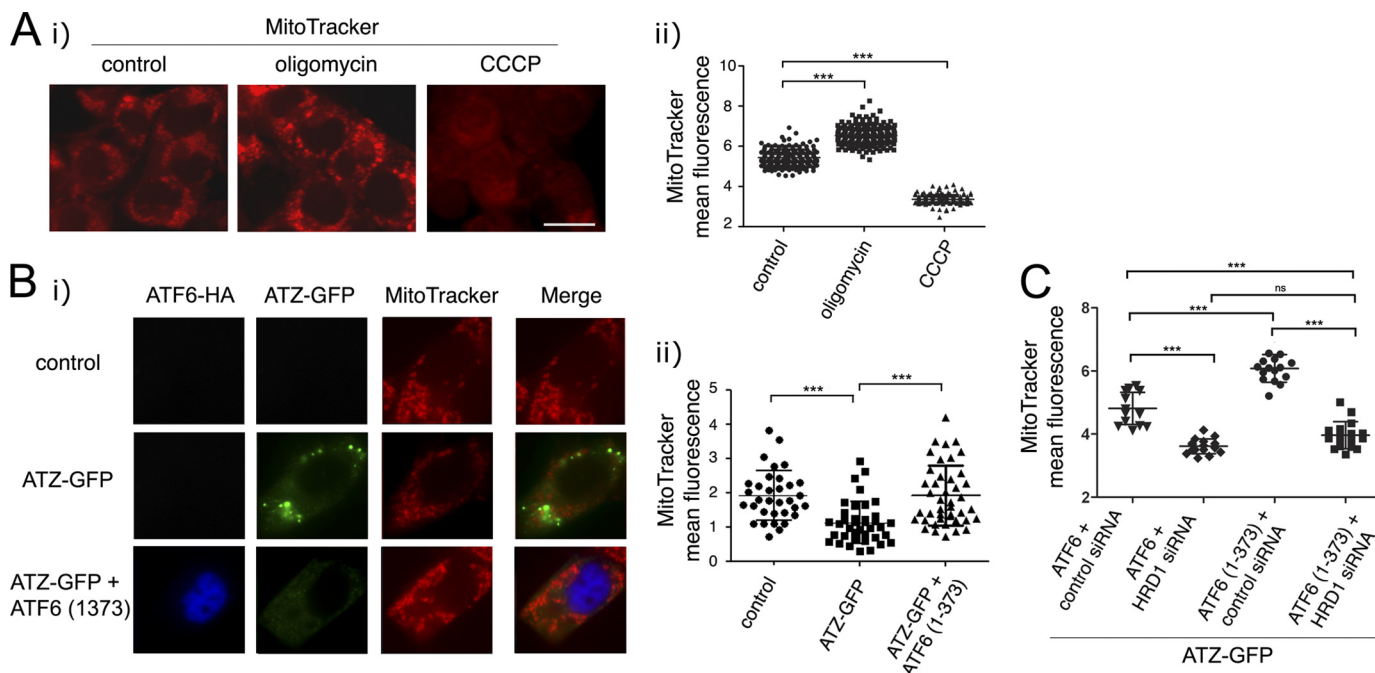 A i)
MitoTracker
control oligomycin CCCP
ii)
MitoTracker
mean fluorescence
10
8
6
4
2
***
***
control
oligomycin
CCCP
B i)
ATF6-HA ATZ-GFP MitoTracker Merge
control
ATZ-GFP
ATZ-GFP +
ATF6 (1373)
ii)
MitoTracker
mean fluorescence
5
4
3
2
1
0
*** ***
control
ATZ-GFP
ATZ-GFP +
ATF6 (1-373)
C
MitoTracker
mean fluorescence
8
6
4
2
***
ns
***
***
***
ATF6 +
control siRNA
ATF6 +
HRD1 siRNA
ATF6 (1-373) +
control siRNA
ATF6 (1-373) +
HRD1 siRNA
ATZ-GFP